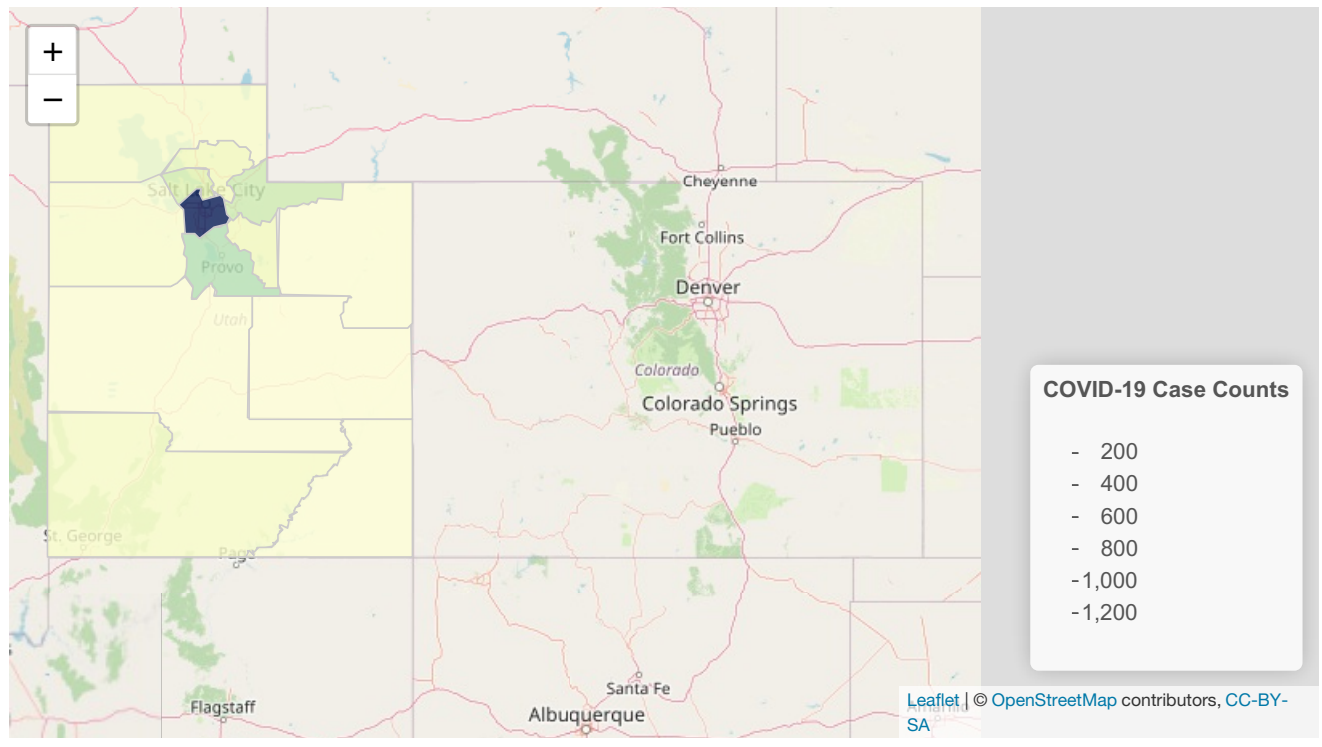 +
−
Salt Lake City
Provo
Utah
St. George
Page
Flagstaff
Cheyenne
Fort Collins
Denver
Colorado
Colorado Springs
Pueblo
Santa Fe
Albuquerque
Amarillo
COVID-19 Case Counts
- 200
- 400
- 600
- 800
-1,000
-1,200
Leaflet | © OpenStreetMap contributors, CC-BY-
SA